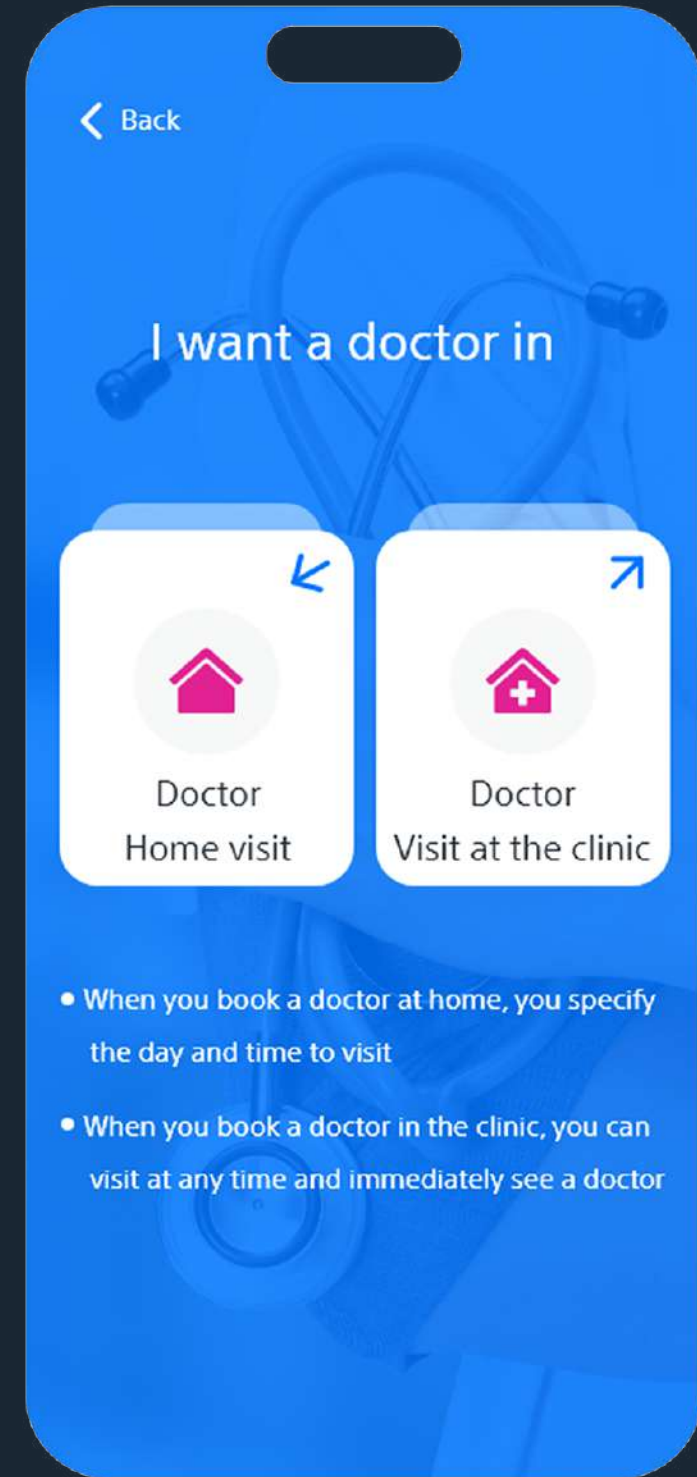 Back
I want a doctor in
Doctor
Home visit
Doctor
Visit at the clinic
• When you book a doctor at home, you specify
the day and time to visit
• When you book a doctor in the clinic, you can
visit at any time and immediately see a doctor